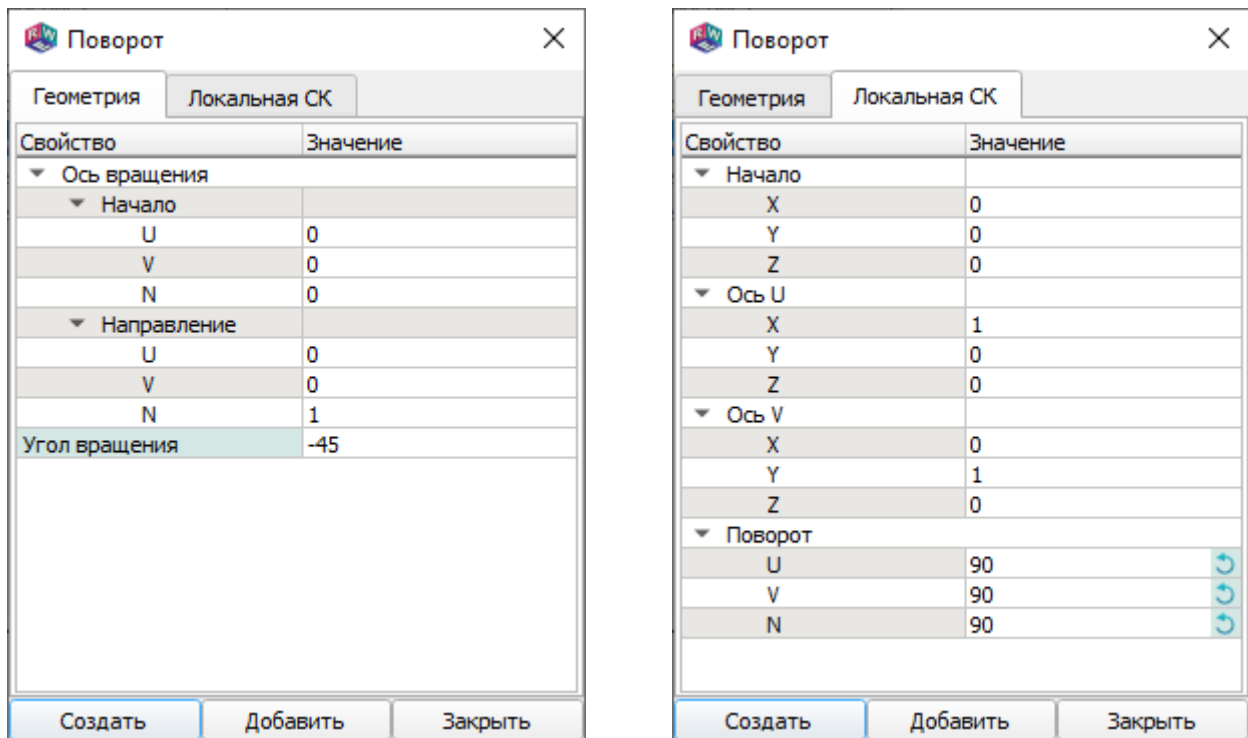 Поворот
Геометрия Локальная СК
Свойство Значение
Ось вращения
Начало
U 0
V 0
N 0
Направление
U 0
V 0
N 1
Угол вращения -45
Создать Добавить Закрыть
Поворот
Геометрия Локальная СК
Свойство Значение
Начало
X 0
Y 0
Z 0
Ось U
X 1
Y 0
Z 0
Ось V
X 0
Y 1
Z 0
Поворот
U 90
V 90
N 90
Создать Добавить Закрыть